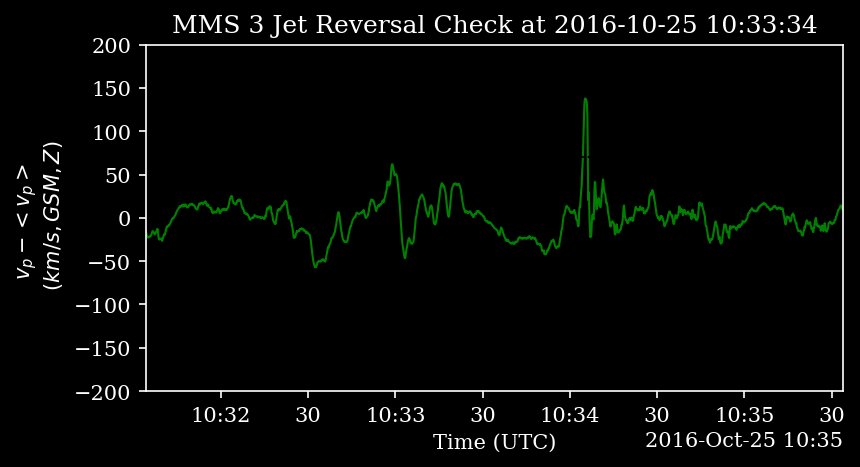 MMS 3 Jet Reversal Check at 2016-10-25 10:33:34
200
150
100
50
0
−50
−100
−150
−200
v_p − < v_p >
(km/s, GSM, Z)
10:32 30 10:33 30 10:34 30 10:35 30
Time (UTC)
2016-Oct-25 10:35